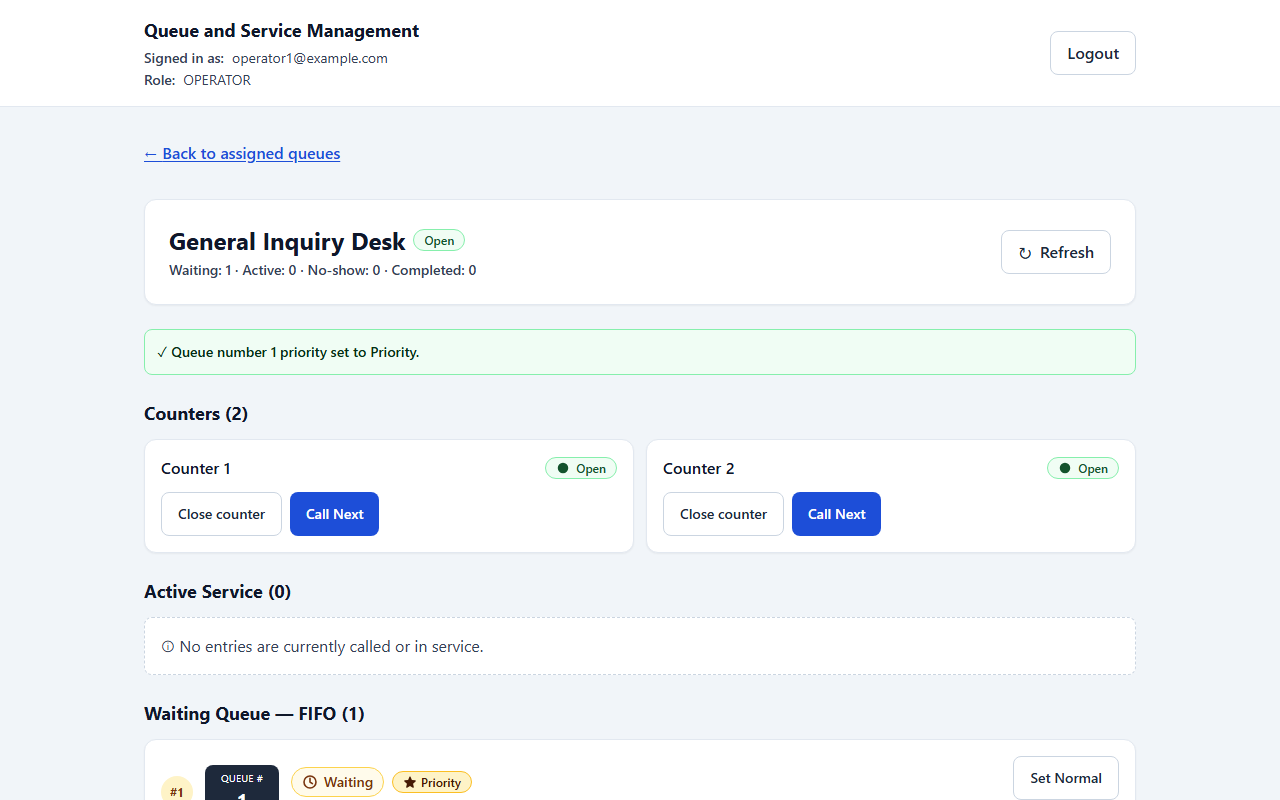 Queue and Service Management
Signed in as: operator1@example.com
Role: OPERATOR
Logout
← Back to assigned queues
General Inquiry Desk Open
Waiting: 1 · Active: 0 · No-show: 0 · Completed: 0
↻ Refresh
✓ Queue number 1 priority set to Priority.
Counters (2)
Counter 1 Open
Close counter Call Next
Counter 2 Open
Close counter Call Next
Active Service (0)
ⓘ No entries are currently called or in service.
Waiting Queue — FIFO (1)
#1
QUEUE #
1
Waiting
Priority
Set Normal